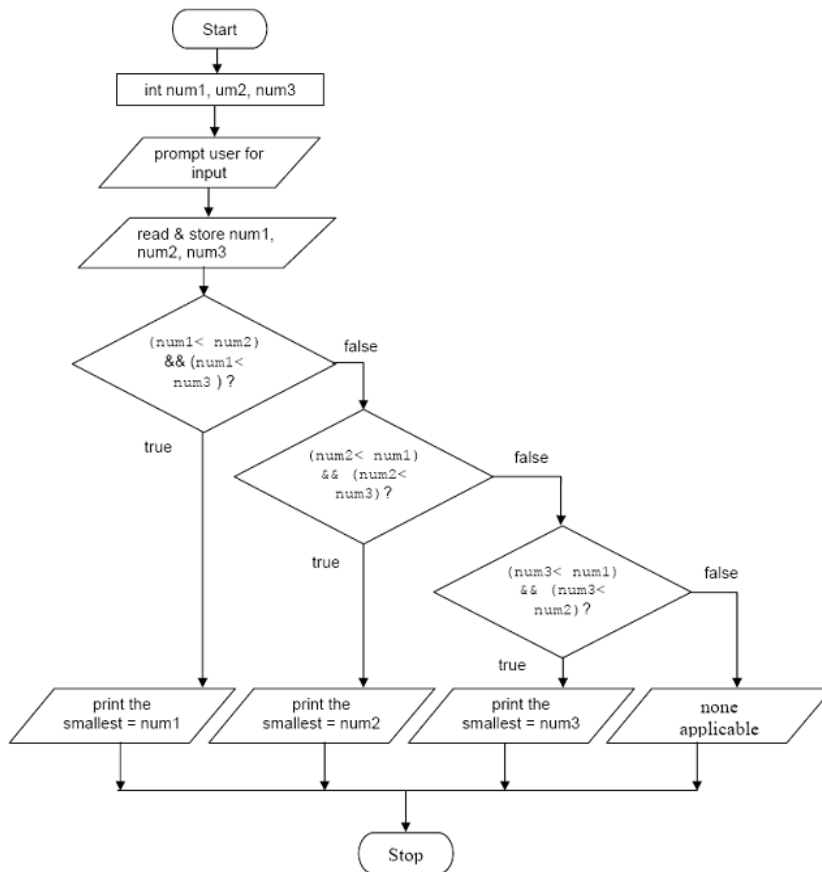 Start
int num1, um2, num3
prompt user for
input
read & store num1,
num2, num3
(num1< num2)
&& (num1<
num3 ) ?
false
true
(num2< num1)
&& (num2<
num3) ?
false
true
(num3< num1)
&& (num3<
num2) ?
false
true
print the
smallest = num1
print the
smallest = num2
print the
smallest = num3
none
applicable
Stop